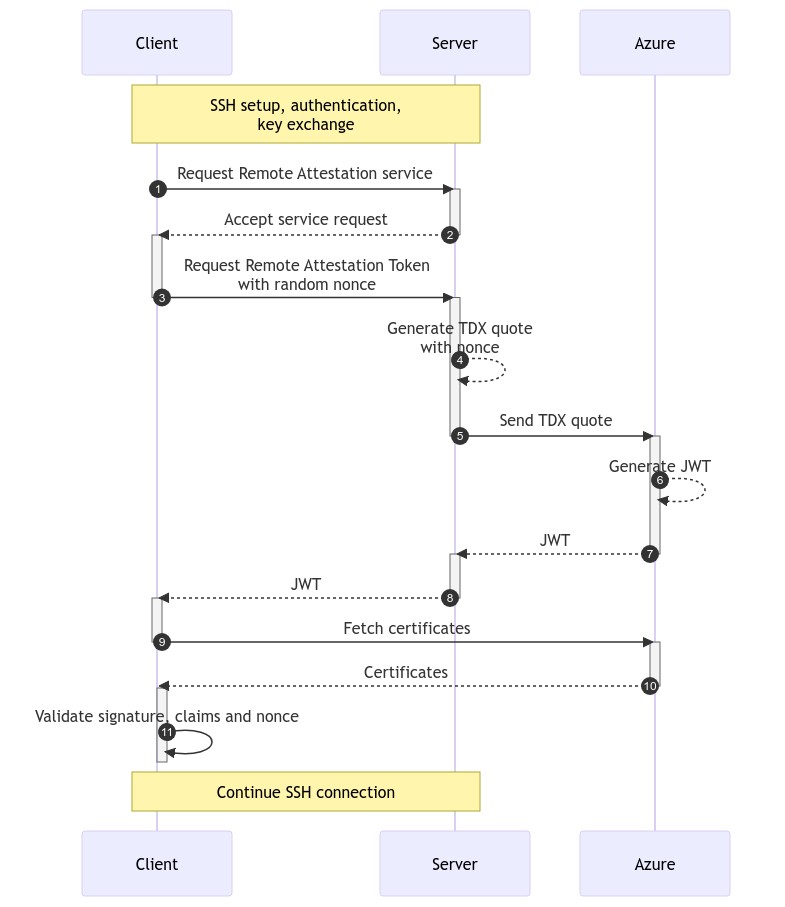 Client
Server
Azure
SSH setup, authentication,
key exchange
Request Remote Attestation service
1
Accept service request
2
Request Remote Attestation Token
with random nonce
3
Generate TDX quote
with nonce
4
Send TDX quote
5
Generate JWT
6
JWT
7
JWT
8
Fetch certificates
9
Certificates
10
Validate signature, claims and nonce
11
Continue SSH connection
Client
Server
Azure